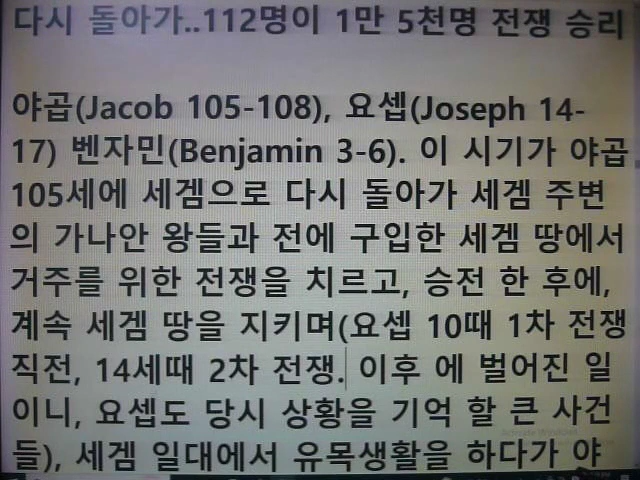 다시 돌아가..112명이 1만 5천명 전쟁 승리
야곱(Jacob 105-108), 요셉(Joseph 14-
17) 벤자민(Benjamin 3-6). 이 시기가 야곱
105세에 세겜으로 다시 돌아가 세겜 주변
의 가나안 왕들과 전에 구입한 세겜 땅에서
거주를 위한 전쟁을 치르고, 승전 한 후에,
계속 세겜 땅을 지키며(요셉 10때 1차 전쟁
직전, 14세때 2차 전쟁. 이후 에 벌어진 일
이니, 요셉도 당시 상황을 기억 할 큰 사건
들), 세겜 일대에서 유목생활을 하다가 야
Activate Windows